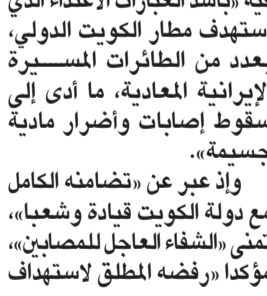 فيه «بأشد العبارات الاعتداء الذي
استهدف مطار الكويت الدولي،
بعدد من الطائرات المســـيرة
الإيرانية المعادية، ما أدى إلى
سقوط إصابات وأضرار مادية
جسيمة».
وإذ عبر عن «تضامنه الكامل
مع دولة الكويت قيادة وشعبا»،
تمنى «الشفاء العاجل للمصابين»،
مؤكدا «رفضه المطلق لاستهداف